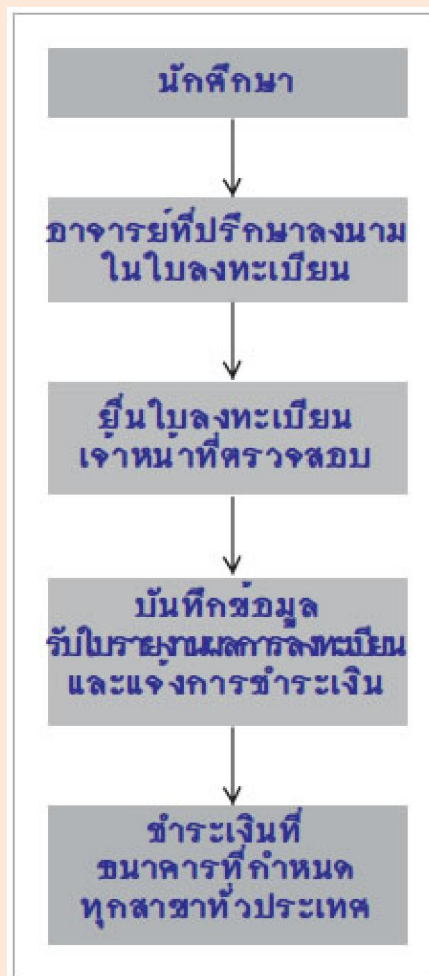 นักศึกษา
อาจารย์ที่ปรึกษาลงนาม
ในใบลงทะเบียน
ยื่นใบลงทะเบียน
เจ้าหน้าที่ตรวจสอบ
บันทึกข้อมูล
รับใบรายงานผลการลงทะเบียน
และแจ้งการชำระเงิน
ชำระเงินที่
ธนาคารที่กำหนด
ทุกสาขาทั่วประเทศ